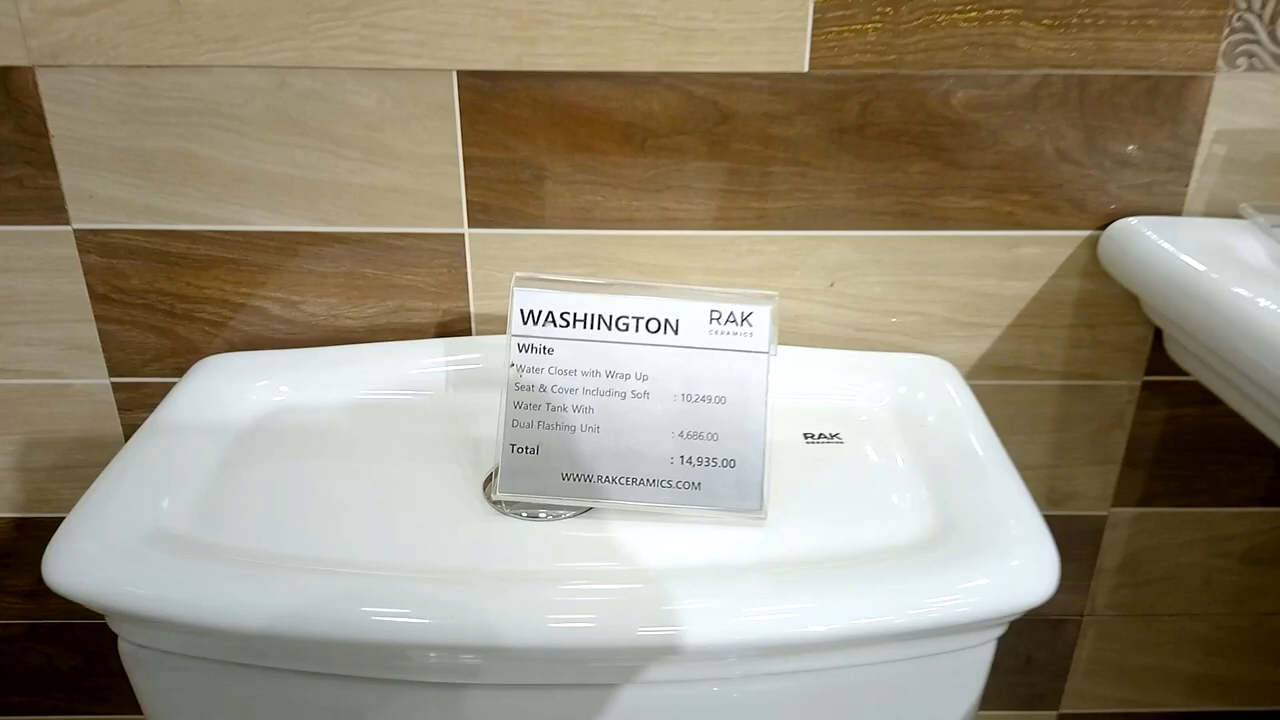 WASHINGTON RAK
CERAMICS
White
Water Closet with Wrap Up
Seat & Cover Including Soft : 10,249.00
Water Tank With
Dual Flashing Unit : 4,686.00
Total : 14,935.00
WWW.RAKCERAMICS.COM
RAK
CERAMICS